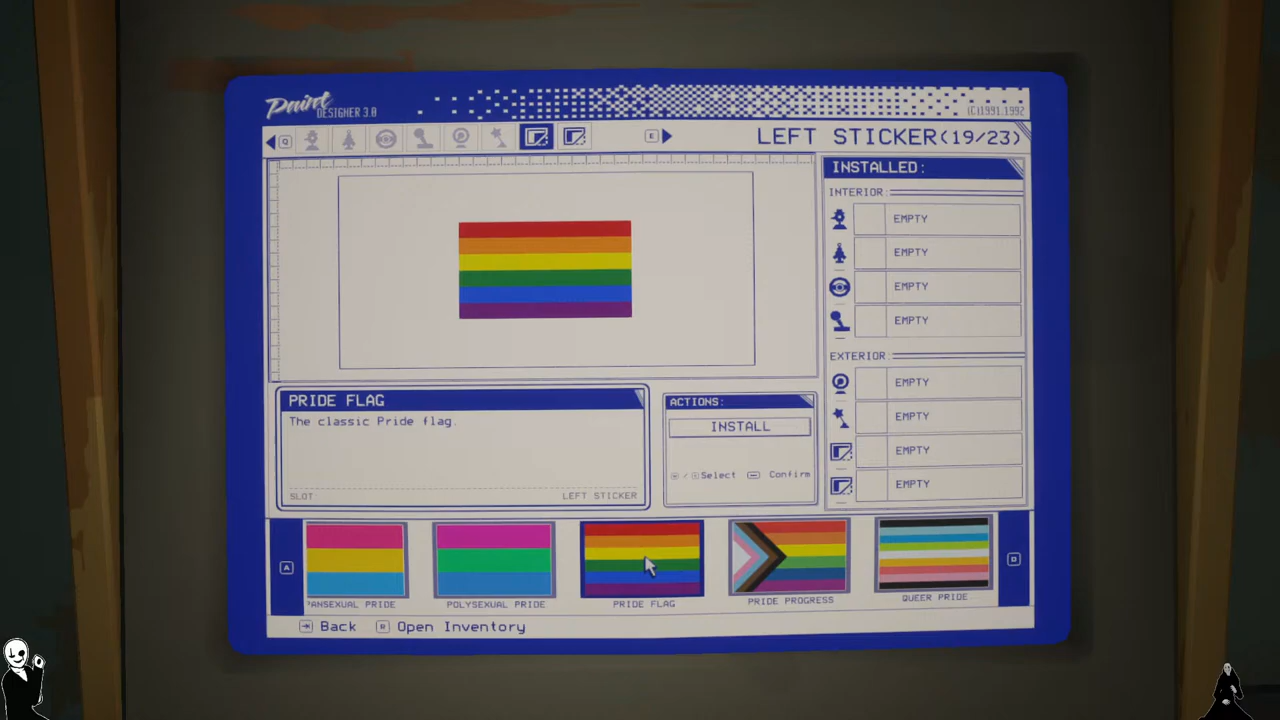 Paint DESIGNER 3.0
(C)1991,1992
Q
E
LEFT STICKER(19/23)
INSTALLED:
INTERIOR:
EMPTY
EMPTY
EMPTY
EMPTY
EXTERIOR:
EMPTY
EMPTY
EMPTY
EMPTY
PRIDE FLAG
The classic Pride flag.
SLOT LEFT STICKER
ACTIONS:
INSTALL
Select Confirm
A
D
PANSEXUAL PRIDE
POLYSEXUAL PRIDE
PRIDE FLAG
PRIDE PROGRESS
QUEER PRIDE
Back
R Open Inventory